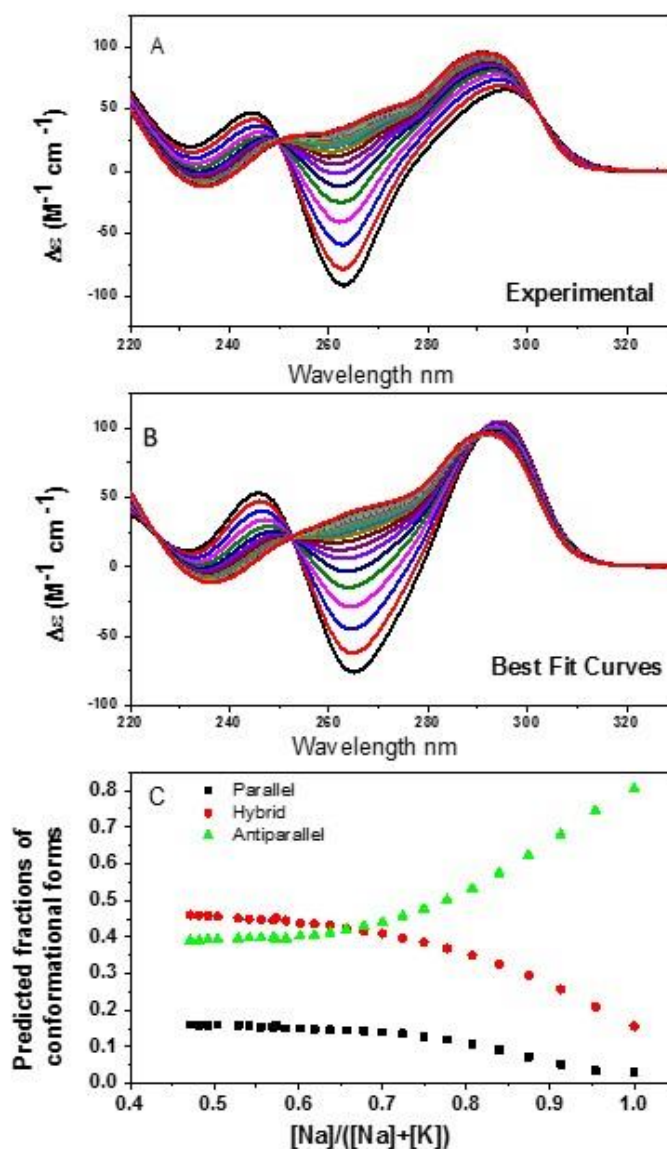 A
100
50
0
-50
-100
Δε (M⁻¹ cm⁻¹)
Experimental
220 240 260 280 300 320
Wavelength nm
B
100
50
0
-50
-100
Δε (M⁻¹ cm⁻¹)
Best Fit Curves
220 240 260 280 300 320
Wavelength nm
C
Parallel
Hybrid
Antiparallel
0.8
0.7
0.6
0.5
0.4
0.3
0.2
0.1
0.0
Predicted fractions of
conformational forms
0.4 0.5 0.6 0.7 0.8 0.9 1.0
[Na]/([Na]+[K])